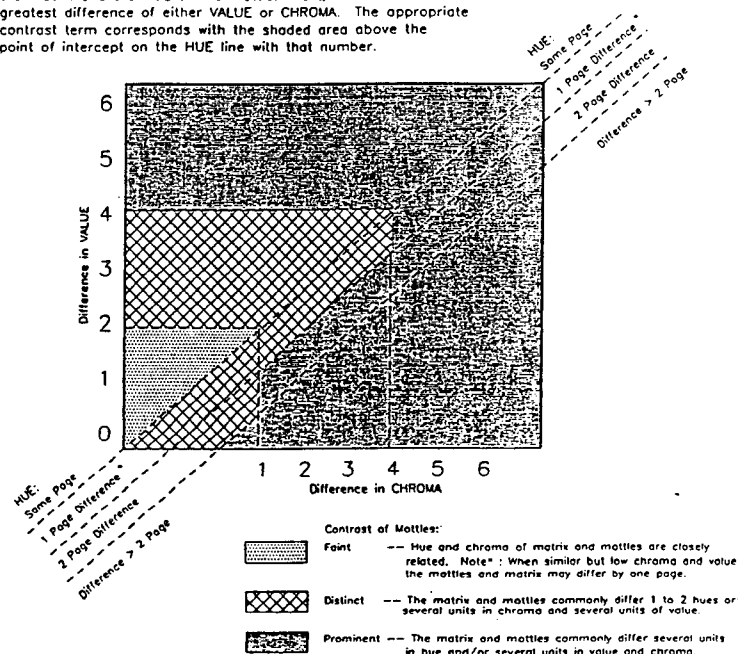 greatest difference of either VALUE or CHROMA. The appropriate
contrast term corresponds with the shaded area above the
point of intercept on the HUE line with that number.
HUE:
Same Page
1 Page Difference *
2 Page Difference
Difference > 2 Page
6
5
4
3
2
1
0
Difference in VALUE
1 2 3 4 5 6
Difference in CHROMA
HUE:
Same Page
1 Page Difference *
2 Page Difference
Difference > 2 Page
Contrast of Mottles:
Faint -- Hue and chroma of matrix and mottles are closely
related. Note* : When similar but low chroma and value
the mottles and matrix may differ by one page.
Distinct -- The matrix and mottles commonly differ 1 to 2 hues or
several units in chroma and several units of value.
Prominent -- The matrix and mottles commonly differ several units
in hue and/or several units in value and chroma.